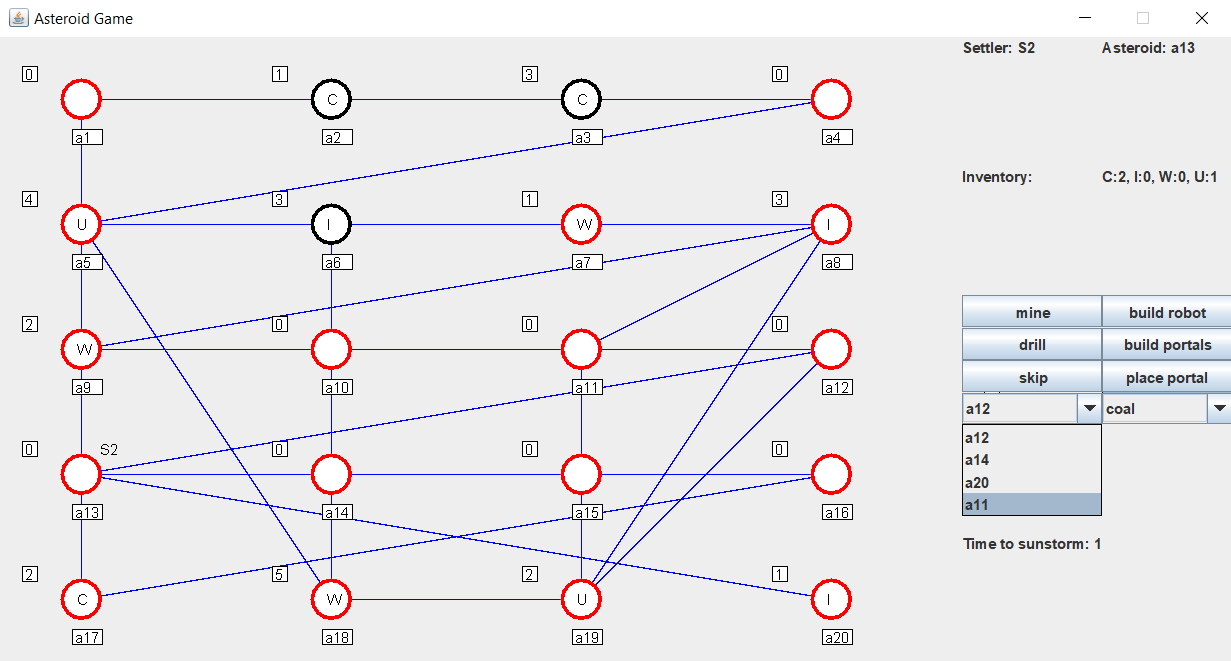 Asteroid Game
Settler: S2 Asteroid: a13
0 1 3 0
C C
a1 a2 a3 a4
Inventory: C:2, I:0, W:0, U:1
4 3 1 3
U I W I
a5 a6 a7 a8
mine build robot
2 0 0 0
drill build portals
W
skip place portal
a9 a10 a11 a12
a12 coal
a12
0 S2 0 0 0
a14
a20
a11
a13 a14 a15 a16
Time to sunstorm: 1
2 5 2 1
C W U I
a17 a18 a19 a20